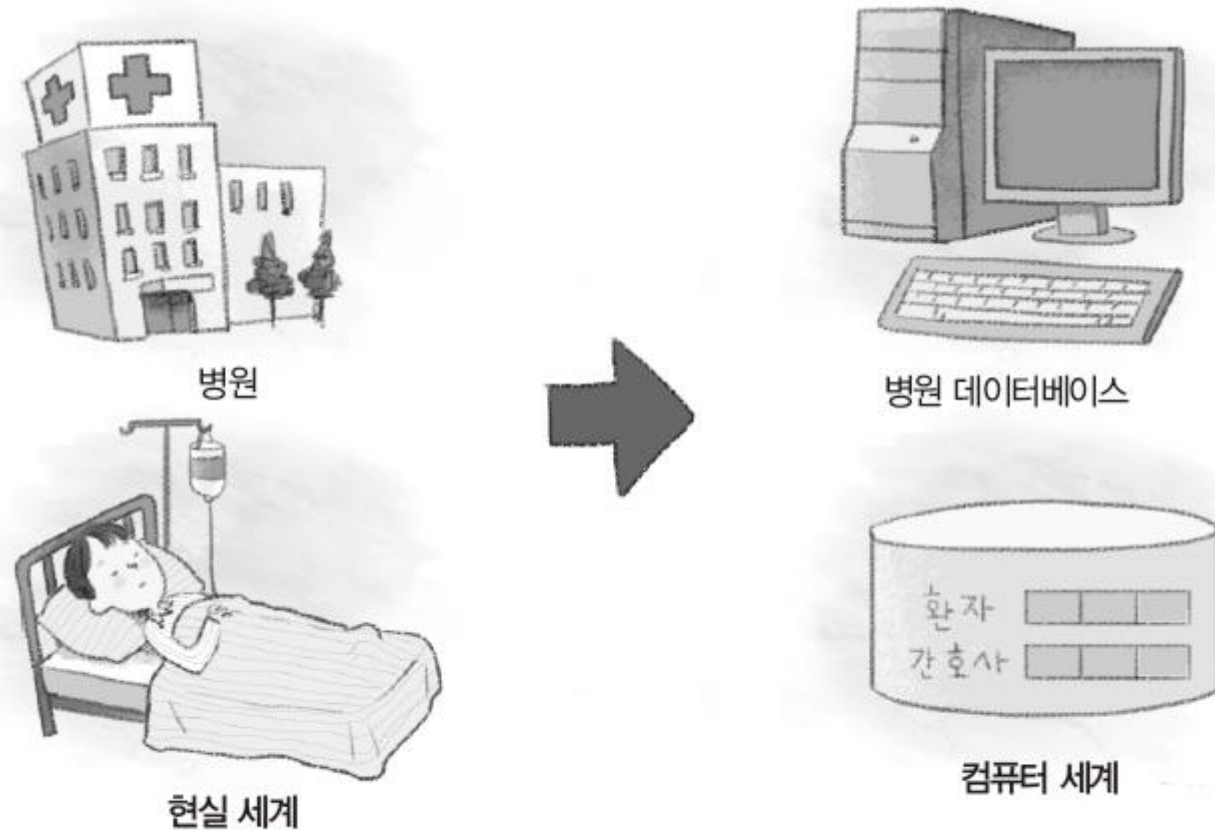 병원
병원 데이터베이스
환자
간호사
현실 세계
컴퓨터 세계